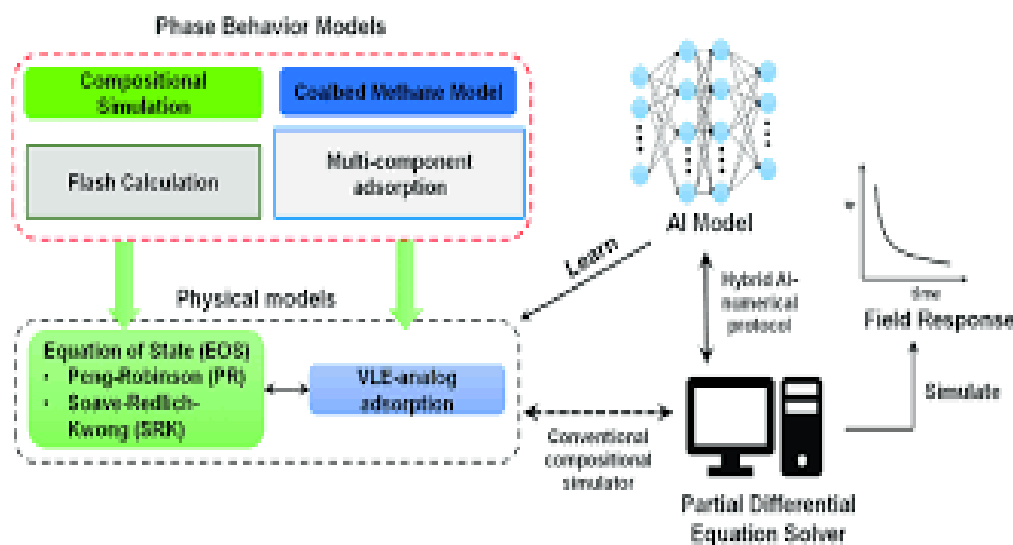 Phase Behavior Models
Compositional
Simulation
Coalbed Methane Model
Flash Calculation
Multi-component
adsorption
AI Model
Learn
Hybrid AI-
numerical
protocol
time
Field Response
Physical models
Equation of State (EOS)
• Peng-Robinson (PR)
• Soave-Redlich-
Kwong (SRK)
VLE-analog
adsorption
Conventional
compositional
simulator
Simulate
Partial Differential
Equation Solver